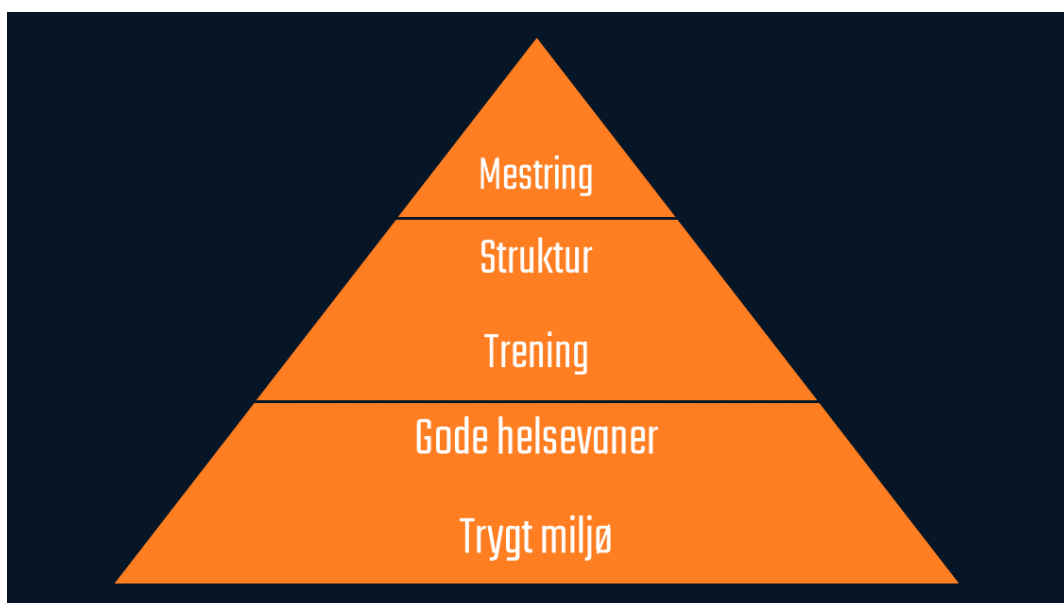 Mestring
Struktur
Trening
Gode helsevaner
Trygt miljø